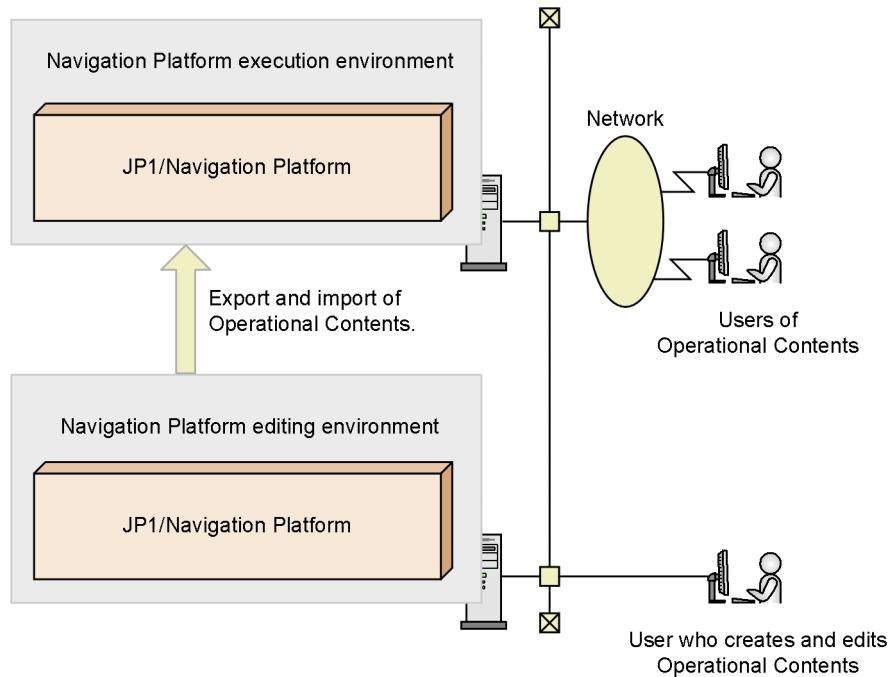 Navigation Platform execution environment
JP1/Navigation Platform
Network
Export and import of
Operational Contents.
Users of
Operational Contents
Navigation Platform editing environment
JP1/Navigation Platform
User who creates and edits
Operational Contents